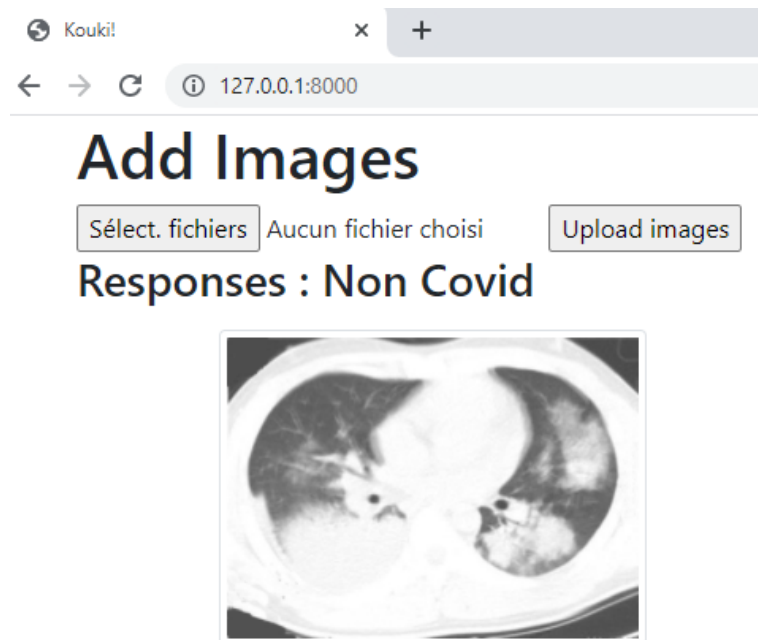 Kouki!
127.0.0.1:8000
Add Images
Sélect. fichiers Aucun fichier choisi Upload images
Responses : Non Covid